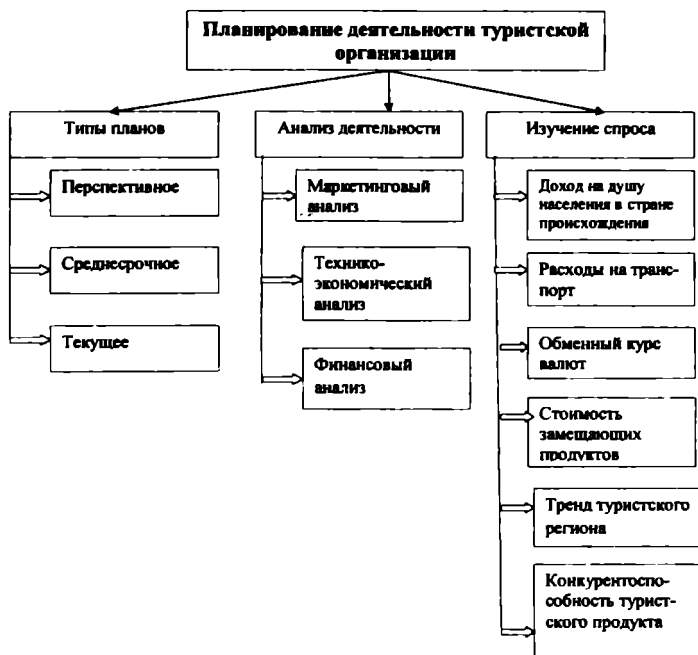 Планирование деятельности туристской
организации
Типы планов
Перспективное
Среднесрочное
Текущее
Анализ деятельности
Маркетинговый
анализ
Технико-
экономический
анализ
Финансовый
анализ
Изучение спроса
Доход на душу
населения в стране
происхождения
Расходы на транс-
порт
Обменный курс
валют
Стоимость
замещающих
продуктов
Тренд туристского
региона
Конкурентоспо-
собность турист-
ского продукта